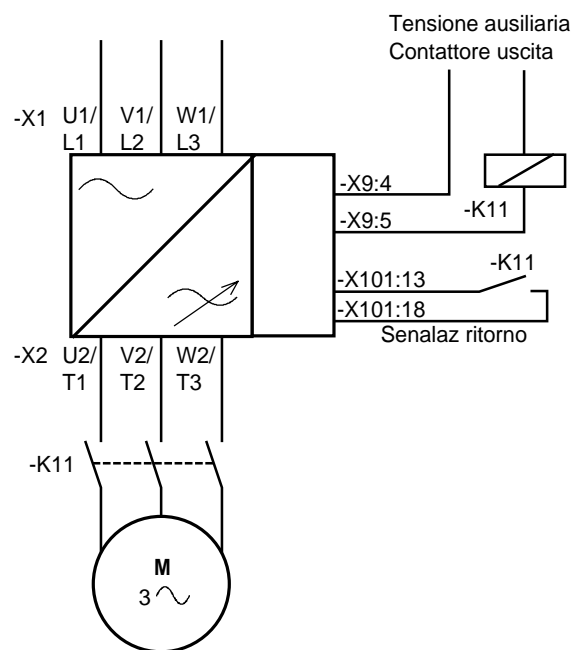 Tensione ausiliaria
Contattore uscita
-X1 U1/ V1/ W1/
L1 L2 L3
-X9:4
-K11
-X9:5
-K11
-X101:13
-X101:18
Senalaz ritorno
-X2 U2/ V2/ W2/
T1 T2 T3
-K11
M
3